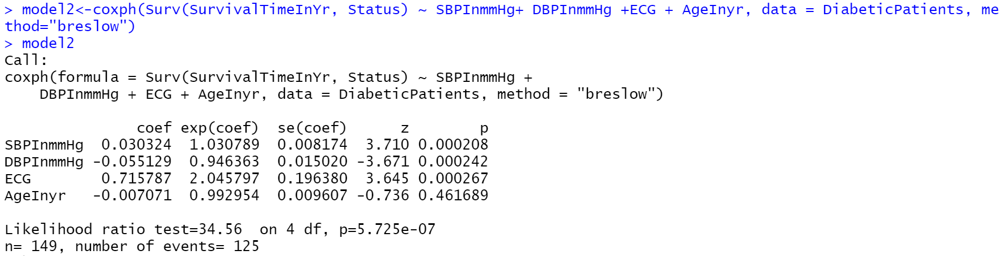 > model2<-coxph(Surv(SurvivalTimeInYr, Status) ~ SBPInmmHg+ DBPInmmHg +ECG + AgeInyr, data = DiabeticPatients, me
thod="breslow")
> model2
Call:
coxph(formula = Surv(SurvivalTimeInYr, Status) ~ SBPInmmHg +
    DBPInmmHg + ECG + AgeInyr, data = DiabeticPatients, method = "breslow")

               coef exp(coef)  se(coef)      z        p
SBPInmmHg  0.030324  1.030789  0.008174  3.710 0.000208
DBPInmmHg -0.055129  0.946363  0.015020 -3.671 0.000242
ECG        0.715787  2.045797  0.196380  3.645 0.000267
AgeInyr   -0.007071  0.992954  0.009607 -0.736 0.461689

Likelihood ratio test=34.56  on 4 df, p=5.725e-07
n= 149, number of events= 125